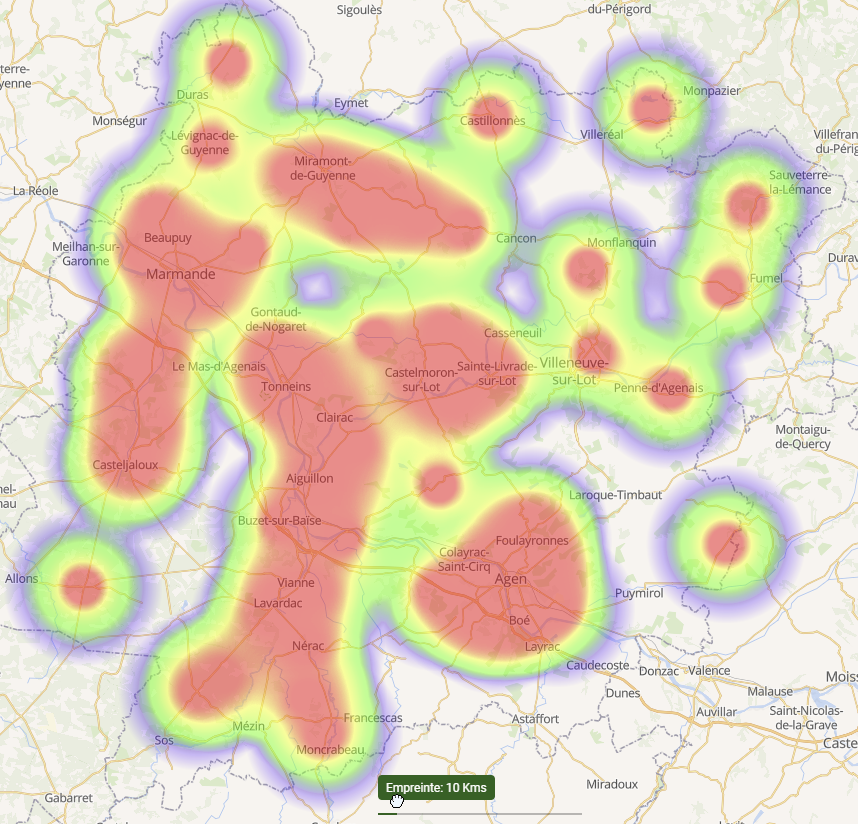 Sigoulès
du-Périgord
terre-
yenne
Duras
Eymet
Monpazier
Monségur
Castillonnès
Villeréal
Lévignac-de-
Guyenne
Villefran
du-Périg
Miramont-
de-Guyenne
Sauveterre-
la-Lémance
La Réole
Beaupuy
Cancon
Monflanquin
Meilhan-sur-
Garonne
Durav
Marmande
Fumel
Gontaud-
de-Nogaret
Casseneuil
Le Mas-d'Agenais
Castelmoron-
sur-Lot
Sainte-Livrade-
sur-Lot
Villeneuve-
sur-Lot
Tonneins
Penne-d'Agenais
Clairac
Montaigu-
de-Quercy
Casteljaloux
Aiguillon
nel-
nau
Laroque-Timbaut
Buzet-sur-Baïse
Foulayronnes
Colayrac-
Saint-Cirq
Allons
Vianne
Agen
Puymirol
Lavardac
Boé
Nérac
Layrac
Caudecoste
Donzac
Valence
Moiss
Dunes
Malause
Francescas
Astaffort
Auvillar
Saint-Nicolas-
de-la-Grave
Mézin
Sos
Moncrabeau
Caste
Gabarret
Miradoux
Empreinte: 10 Kms